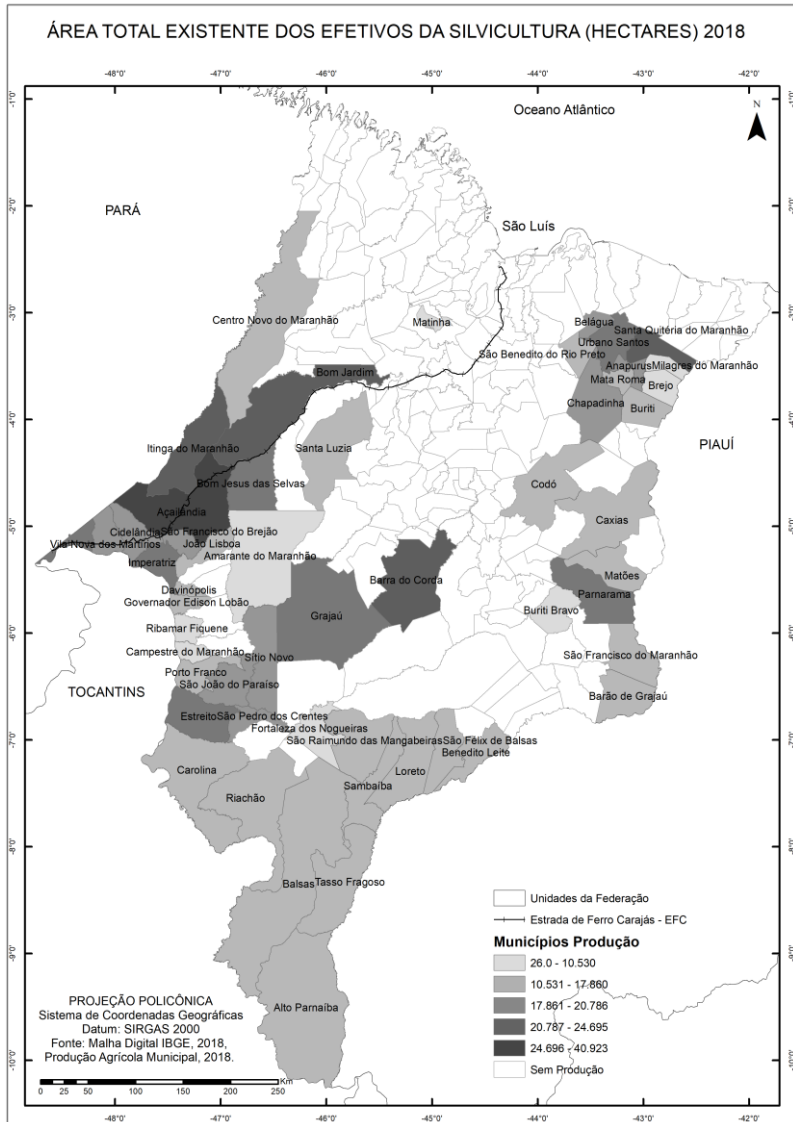 ÁREA TOTAL EXISTENTE DOS EFETIVOS DA SILVICULTURA (HECTARES) 2018
-48°0' -47°0' -46°0' -45°0' -44°0' -43°0' -42°0'
-1°0'
-2°0'
-3°0'
-4°0'
-5°0'
-6°0'
-7°0'
-8°0'
-9°0'
-10°0'
Oceano Atlântico
N
PARÁ
São Luís
Centro Novo do Maranhão
Matinha
Belágua
Santa Quitéria do Maranhão
Urbano Santos
São Benedito do Rio Preto
Anapurus
Milagres do Maranhão
Bom Jardim
Mata Roma
Brejo
Chapadinha
Buriti
Itinga do Maranhão
Santa Luzia
PIAUÍ
Bom Jesus das Selvas
Codó
Açailândia
Caxias
Cidelândia
São Francisco do Brejão
Vila Nova dos Martírios
João Lisboa
Amarante do Maranhão
Imperatriz
Matões
Barra do Corda
Parnarama
Davinópolis
Governador Edison Lobão
Grajaú
Buriti Bravo
Ribamar Fiquene
Campestre do Maranhão
Sítio Novo
São Francisco do Maranhão
Porto Franco
São João do Paraíso
TOCANTINS
Barão de Grajaú
Estreito
São Pedro dos Crentes
Fortaleza dos Nogueiras
São Raimundo das Mangabeiras
São Félix de Balsas
Benedito Leite
Carolina
Loreto
Sambaíba
Riachão
Balsas
Tasso Fragoso
Alto Parnaíba
Unidades da Federação
Estrada de Ferro Carajás - EFC
Municípios Produção
26.0 - 10.530
10.531 - 17.860
17.861 - 20.786
20.787 - 24.695
24.696 - 40.923
Sem Produção
PROJEÇÃO POLICÔNICA
Sistema de Coordenadas Geográficas
Datum: SIRGAS 2000
Fonte: Malha Digital IBGE, 2018,
Produção Agrícola Municipal, 2018.
Km
0 25 50 100 150 200 250
-48°0' -47°0' -46°0' -45°0' -44°0' -43°0' -42°0'